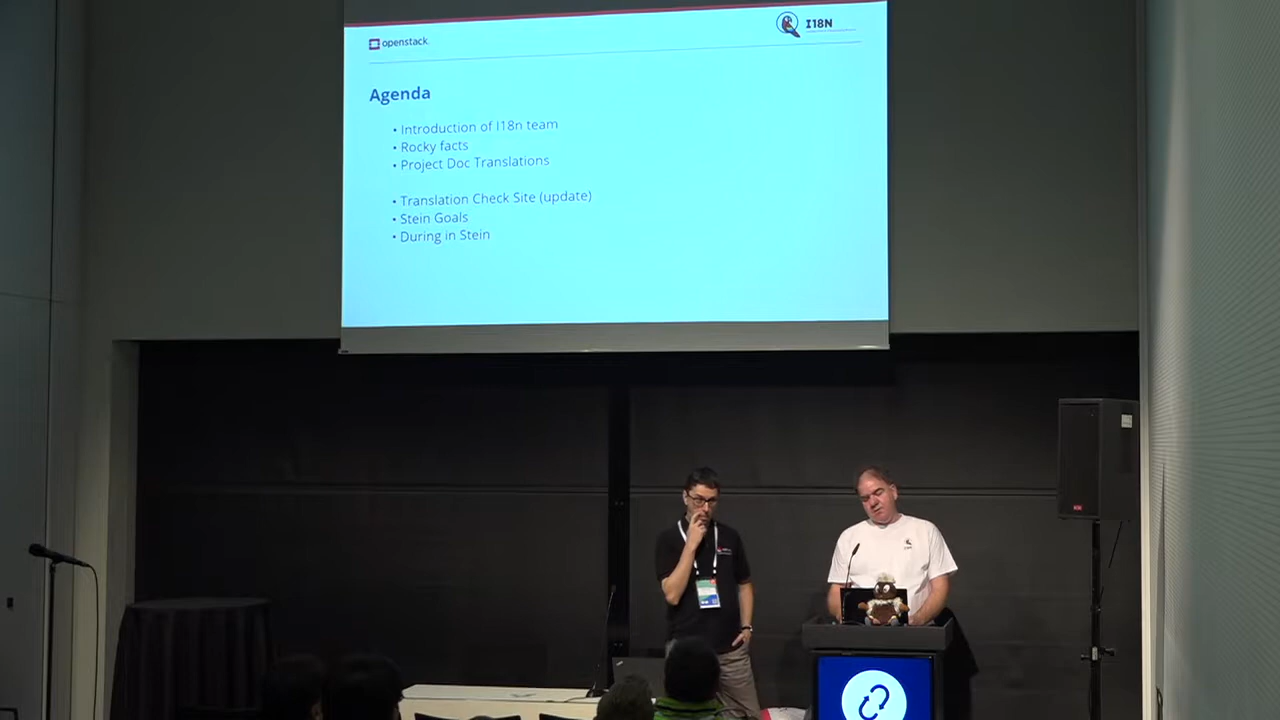 openstack.
I18N
Agenda
• Introduction of I18n team
• Rocky facts
• Project Doc Translations
• Translation Check Site (update)
• Stein Goals
• During in Stein